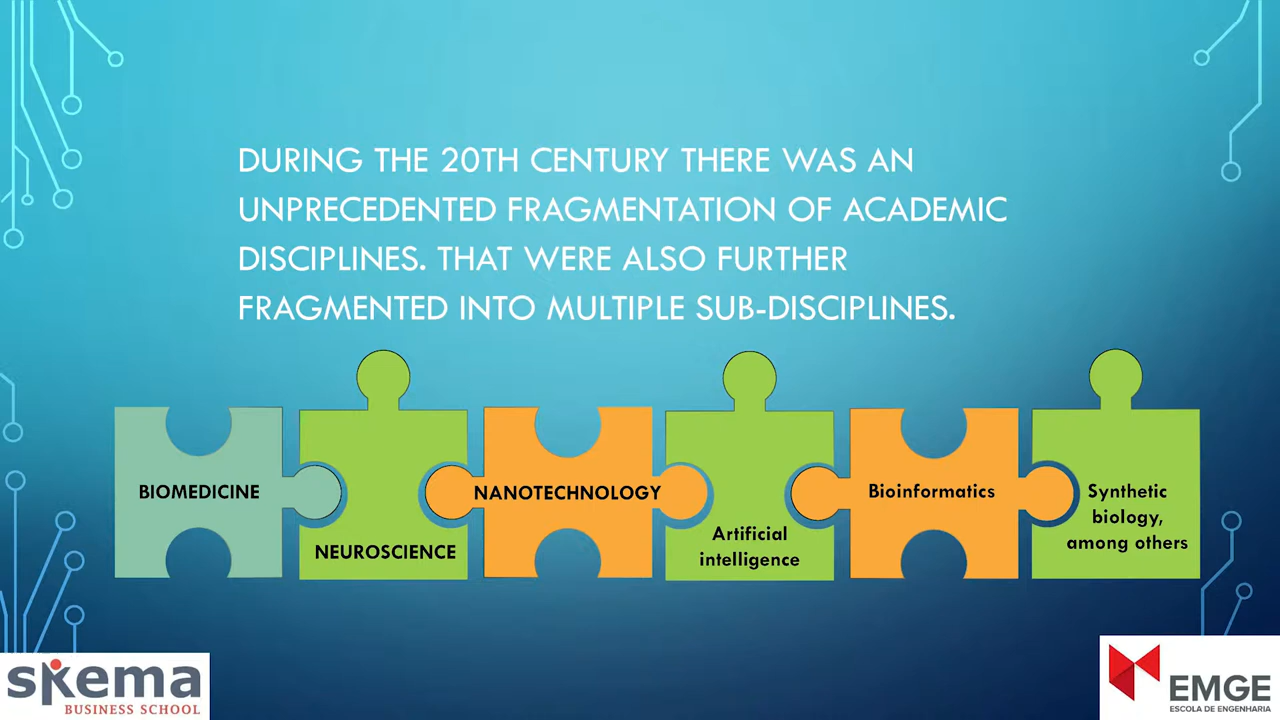 DURING THE 20TH CENTURY THERE WAS AN
UNPRECEDENTED FRAGMENTATION OF ACADEMIC
DISCIPLINES. THAT WERE ALSO FURTHER
FRAGMENTED INTO MULTIPLE SUB-DISCIPLINES.
BIOMEDICINE
NEUROSCIENCE
NANOTECHNOLOGY
Artificial
intelligence
Bioinformatics
Synthetic
biology,
among others
skema
BUSINESS SCHOOL
EMGE
ESCOLA DE ENGENHARIA